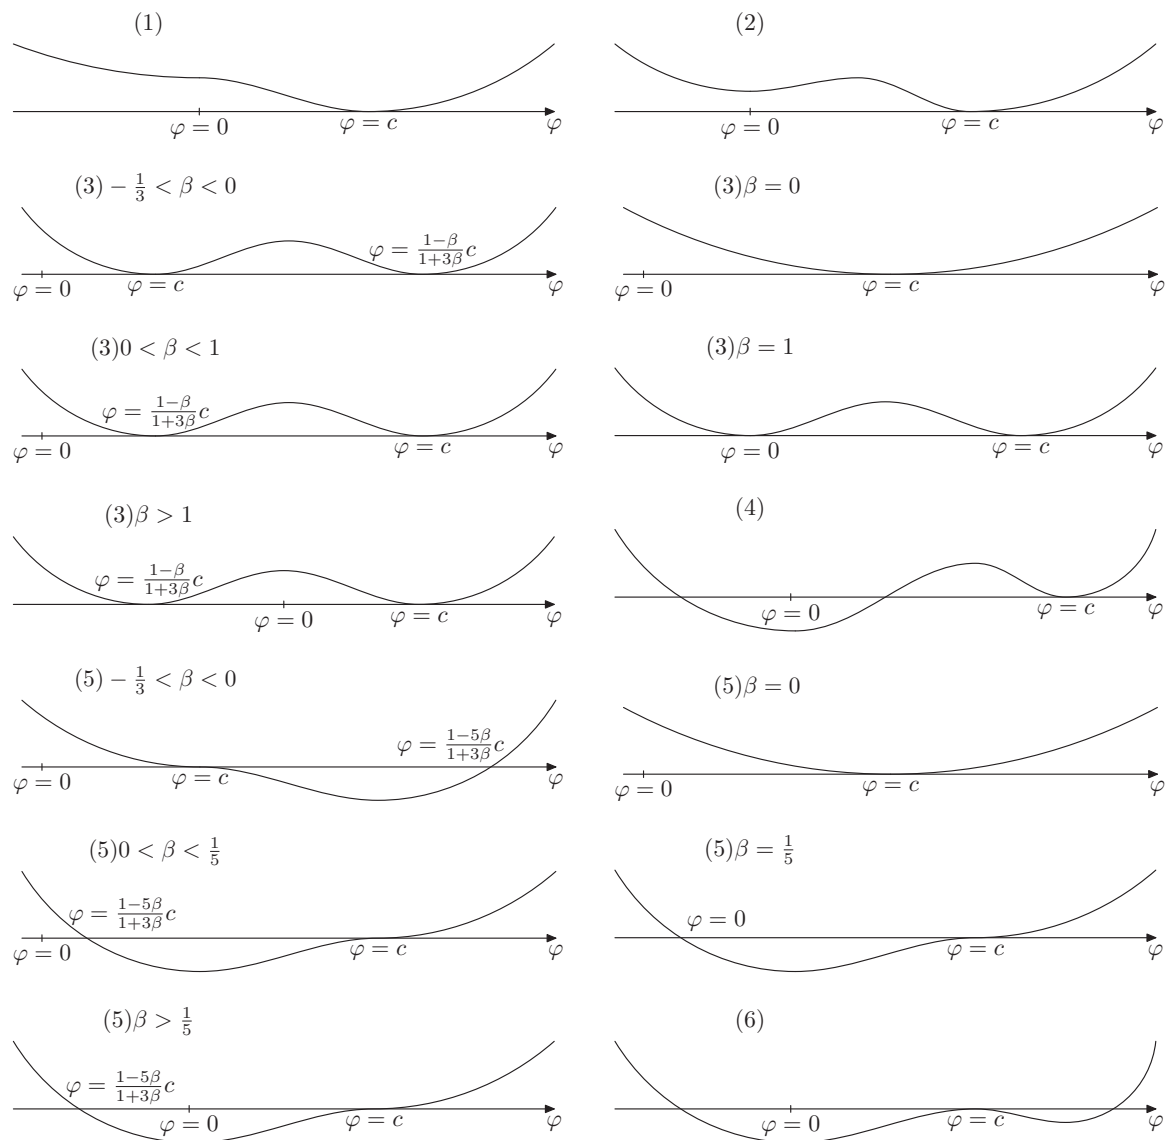 (1)
φ = 0
φ = c
φ
(2)
φ = 0
φ = c
φ
(3) − 1/3 < β < 0
φ = (1−β)/(1+3β) c
φ = 0
φ = c
φ
(3)β = 0
φ = 0
φ = c
φ
(3)0 < β < 1
φ = (1−β)/(1+3β) c
φ = 0
φ = c
φ
(3)β = 1
φ = 0
φ = c
φ
(3)β > 1
φ = (1−β)/(1+3β) c
φ = 0
φ = c
φ
(4)
φ = 0
φ = c
φ
(5) − 1/3 < β < 0
φ = (1−5β)/(1+3β) c
φ = 0
φ = c
φ
(5)β = 0
φ = 0
φ = c
φ
(5)0 < β < 1/5
φ = (1−5β)/(1+3β) c
φ = 0
φ = c
φ
(5)β = 1/5
φ = 0
φ = c
φ
(5)β > 1/5
φ = (1−5β)/(1+3β) c
φ = 0
φ = c
φ
(6)
φ = 0
φ = c
φ